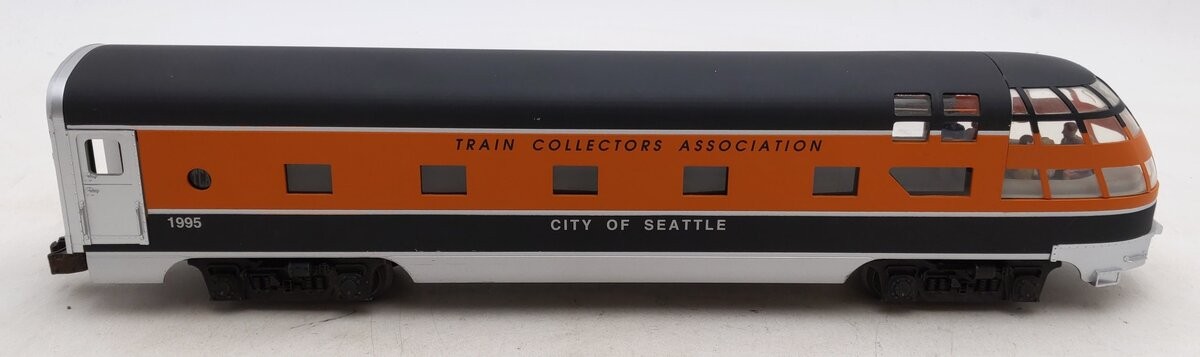 TRAIN COLLECTORS ASSOCIATION
1995
CITY OF SEATTLE